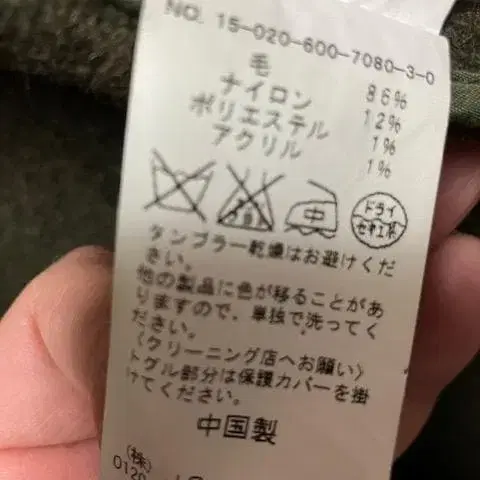 NO. 15-020-600-7080-3-0
毛 86%
ナイロン 12%
ポリエステル 1%
アクリル 1%
中 ドライ
セキユ系
タンブラー乾燥はお避けくだ
さい。
他の製品に色が移ることがあ
りますので、単独で洗ってく
ださい。
〈クリーニング店へお願い〉
トグル部分は保護カバーを掛
けてください。
中国製
(株)
0120